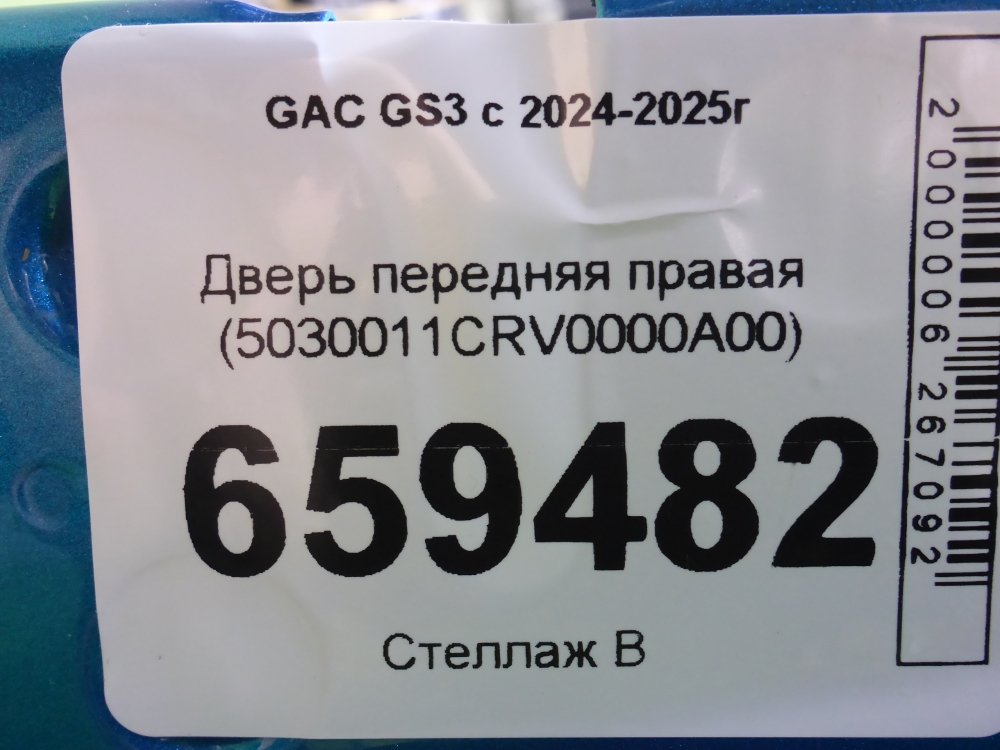 GAC GS3 с 2024-2025г
Дверь передняя правая
(5030011CRV0000A00)
659482
Стеллаж В
2000006267092